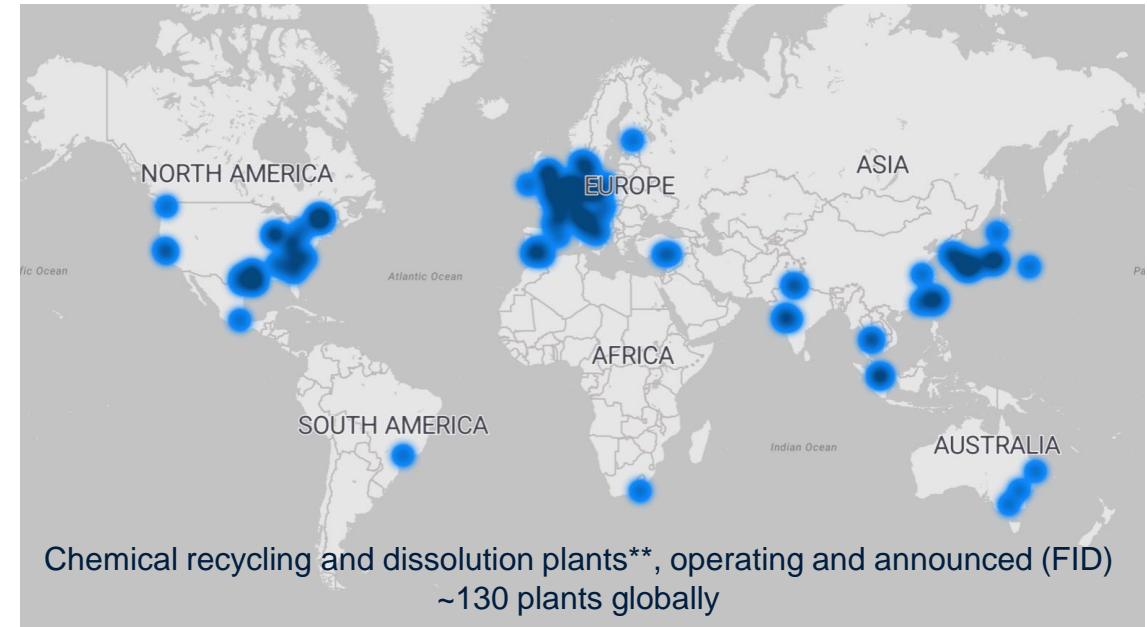 NORTH AMERICA
EUROPE
ASIA
fic Ocean
Atlantic Ocean
Pa
AFRICA
SOUTH AMERICA
Indian Ocean
AUSTRALIA
Chemical recycling and dissolution plants**, operating and announced (FID)
~130 plants globally